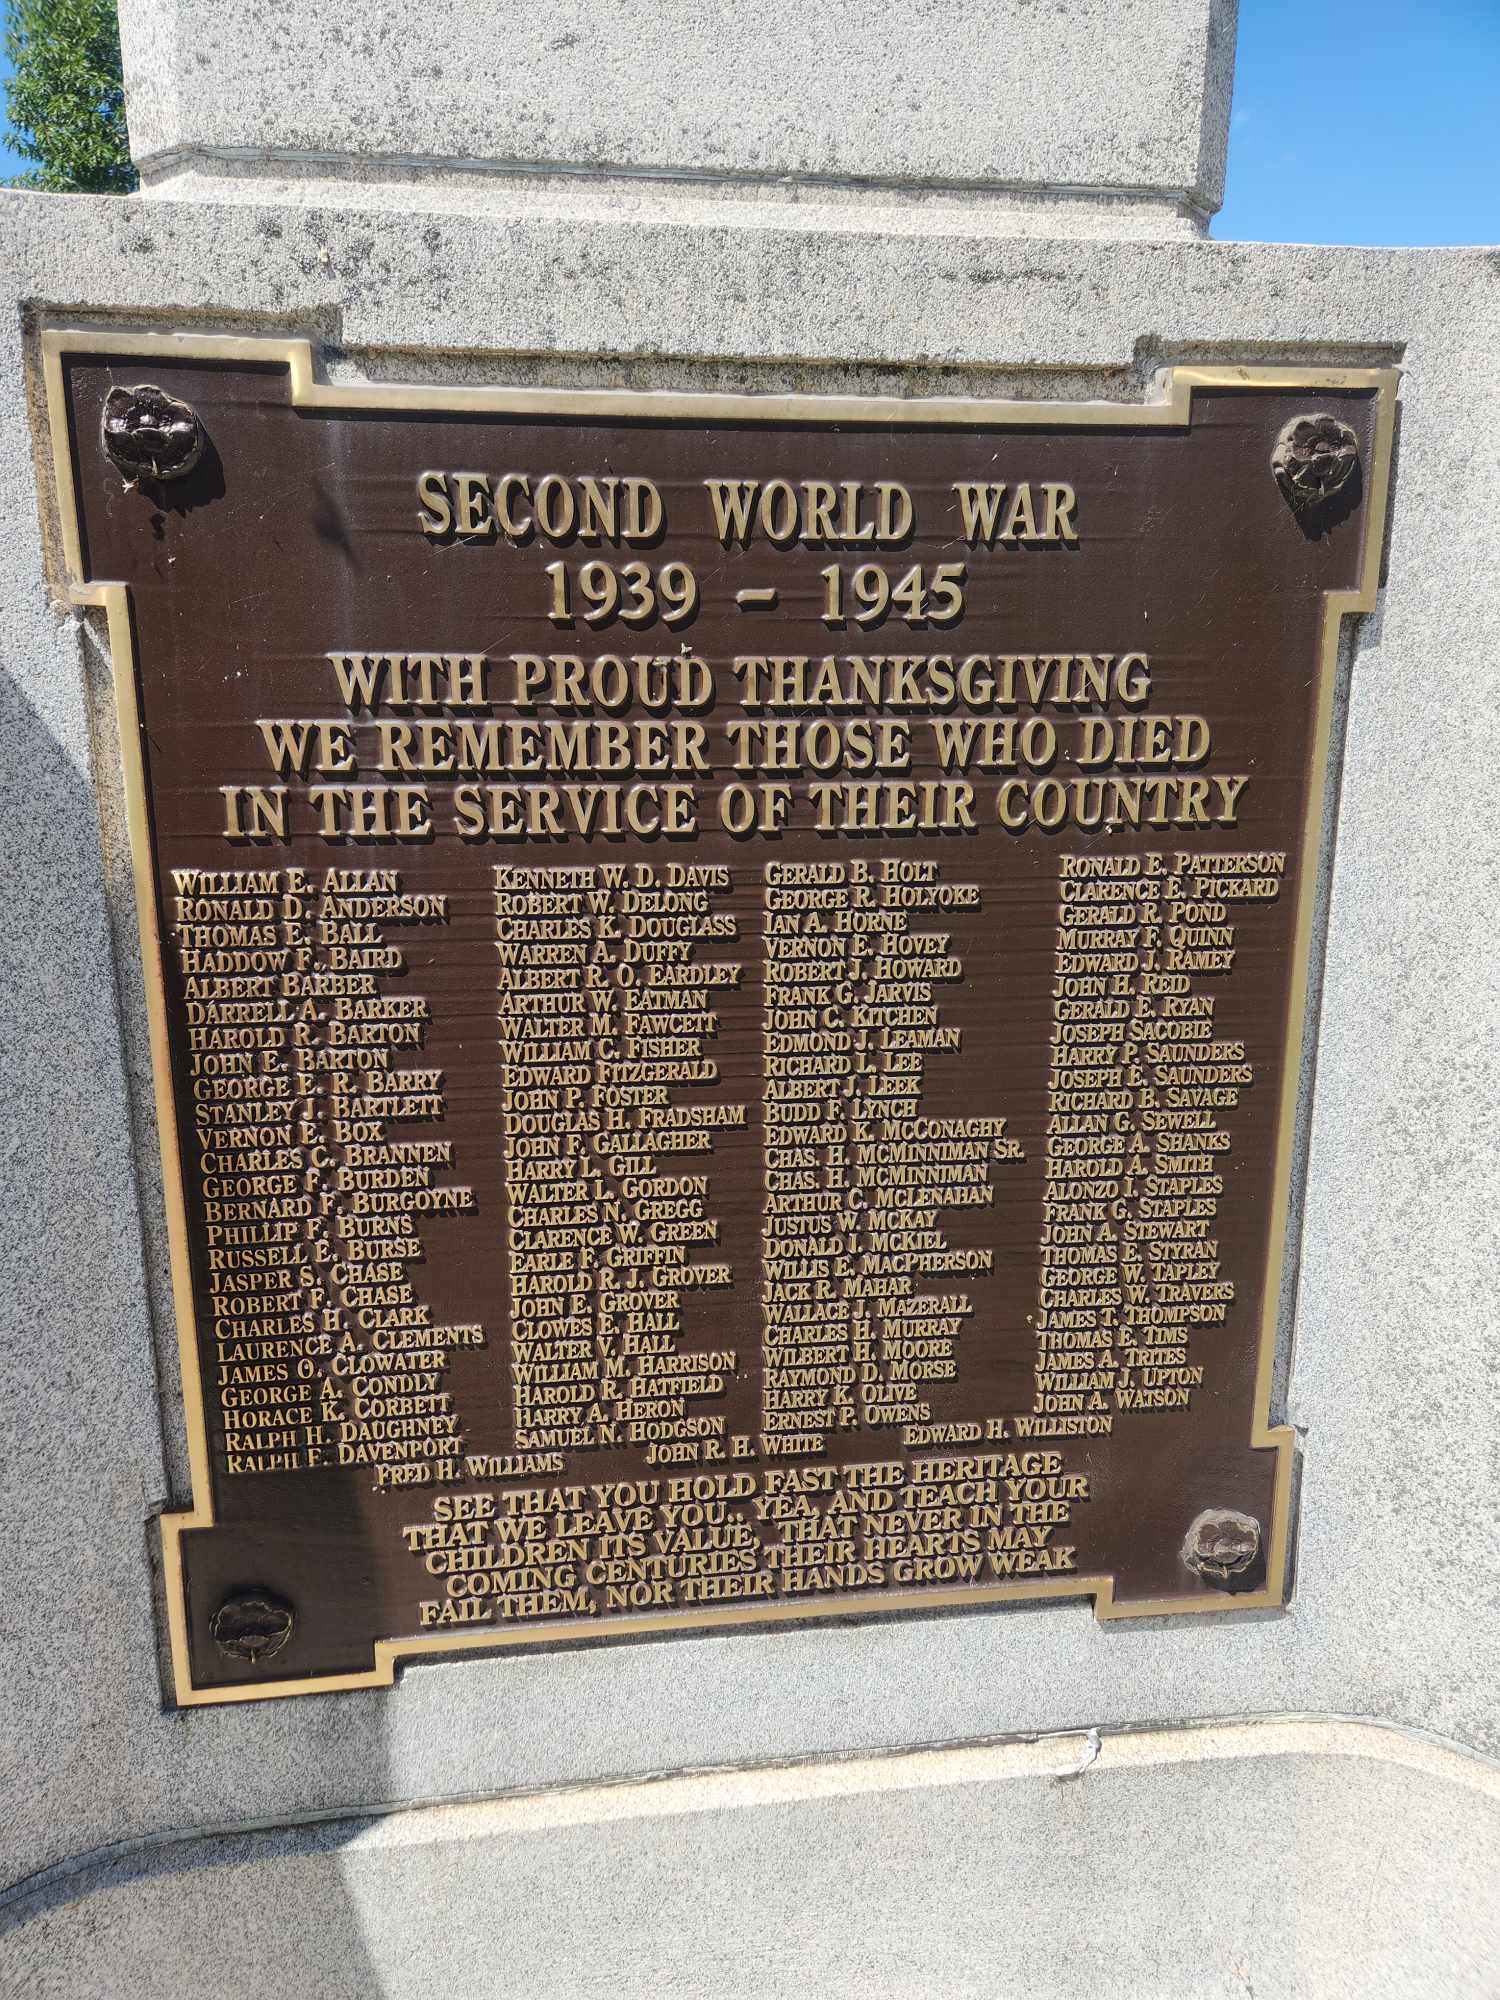 SECOND WORLD WAR
1939 – 1945
WITH PROUD THANKSGIVING
WE REMEMBER THOSE WHO DIED
IN THE SERVICE OF THEIR COUNTRY
WILLIAM E. ALLAN
RONALD D. ANDERSON
THOMAS E. BALL
HADDOW F. BAIRD
ALBERT BARBER
DARRELL A. BARKER
HAROLD R. BARTON
JOHN E. BARTON
GEORGE E. R. BARRY
STANLEY J. BARTLETT
VERNON E. BOX
CHARLES C. BRANNEN
GEORGE F. BURDEN
BERNARD F. BURGOYNE
PHILLIP F. BURNS
RUSSELL E. BURSE
JASPER S. CHASE
ROBERT F. CHASE
CHARLES H. CLARK
LAURENCE A. CLEMENTS
JAMES O. CLOWATER
GEORGE A. CONDLY
HORACE K. CORBETT
RALPH H. DAUGHNEY
RALPH E. DAVENPORT
KENNETH W. D. DAVIS
ROBERT W. DELONG
CHARLES K. DOUGLASS
WARREN A. DUFFY
ALBERT R. O. EARDLEY
ARTHUR W. EATMAN
WALTER M. FAWCETT
WILLIAM C. FISHER
EDWARD FITZGERALD
JOHN P. FOSTER
DOUGLAS H. FRADSHAM
JOHN F. GALLAGHER
HARRY L. GILL
WALTER L. GORDON
CHARLES N. GREGG
CLARENCE W. GREEN
EARLE F. GRIFFIN
HAROLD R. J. GROVER
JOHN E. GROVER
CLOWES E. HALL
WALTER V. HALL
WILLIAM M. HARRISON
HAROLD R. HATFIELD
HARRY A. HERON
SAMUEL N. HODGSON
GERALD B. HOLT
GEORGE R. HOLYOKE
IAN A. HORNE
VERNON E. HOVEY
ROBERT J. HOWARD
FRANK G. JARVIS
JOHN C. KITCHEN
EDMOND J. LEAMAN
RICHARD L. LEE
ALBERT J. LEEK
BUDD F. LYNCH
EDWARD K. MCCONAGHY
CHAS. H. MCMINNIMAN SR.
CHAS. H. MCMINNIMAN
ARTHUR C. MCLENAHAN
JUSTUS W. MCKAY
DONALD J. MCKIEL
WILLIS E. MACPHERSON
JACK R. MAHAR
WALLACE J. MAZERALL
CHARLES H. MURRAY
WILBERT H. MOORE
RAYMOND D. MORSE
HARRY K. OLIVE
ERNEST P. OWENS
RONALD E. PATTERSON
CLARENCE E. PICKARD
GERALD R. POND
MURRAY F. QUINN
EDWARD J. RAMEY
JOHN H. REID
GERALD E. RYAN
JOSEPH SACOBIE
HARRY P. SAUNDERS
JOSEPH E. SAUNDERS
RICHARD B. SAVAGE
ALLAN G. SEWELL
GEORGE A. SHANKS
HAROLD A. SMITH
ALONZO I. STAPLES
FRANK G. STAPLES
JOHN A. STEWART
THOMAS E. STYRAN
GEORGE W. TAPLEY
CHARLES W. TRAVERS
JAMES T. THOMPSON
THOMAS E. TIMS
JAMES A. TRITES
WILLIAM J. UPTON
JOHN A. WATSON
FRED H. WILLIAMS JOHN R. H. WHITE EDWARD H. WILLISTON
SEE THAT YOU HOLD FAST THE HERITAGE
THAT WE LEAVE YOU.. YEA, AND TEACH YOUR
CHILDREN ITS VALUE, THAT NEVER IN THE
COMING CENTURIES THEIR HEARTS MAY
FAIL THEM, NOR THEIR HANDS GROW WEAK